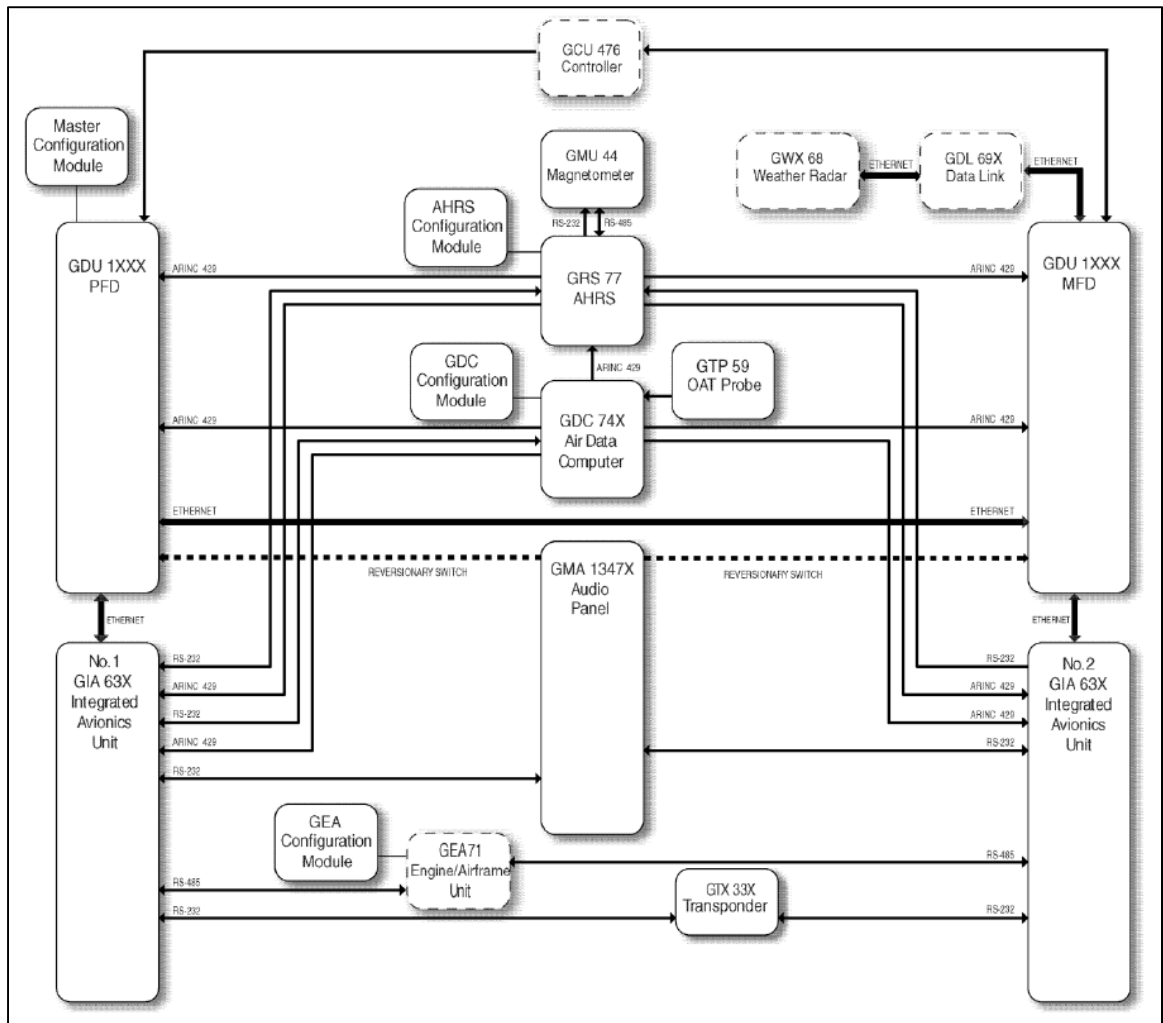 GCU 476
Controller
Master
Configuration
Module
GMU 44
Magnetometer
GWX 68
Weather Radar
ETHERNET
GDL 69X
Data Link
ETHERNET
AHRS
Configuration
Module
RS-232
RS-485
GDU 1XXX
PFD
ARINC 429
GRS 77
AHRS
ARINC 429
GDU 1XXX
MFD
GDC
Configuration
Module
ARINC 429
GTP 59
OAT Probe
ARINC 429
GDC 74X
Air Data
Computer
ARINC 429
ETHERNET
ETHERNET
REVERSIONARY SWITCH
GMA 1347X
Audio
Panel
REVERSIONARY SWITCH
ETHERNET
ETHERNET
No.1
GIA 63X
Integrated
Avionics
Unit
RS-232
ARINC 429
RS-232
ARINC 429
RS-232
RS-232
ARINC 429
ARINC 429
RS-232
No.2
GIA 63X
Integrated
Avionics
Unit
GEA
Configuration
Module
GEA71
Engine/Airframe
Unit
RS-485
RS-485
GTX 33X
Transponder
RS-232
RS-232